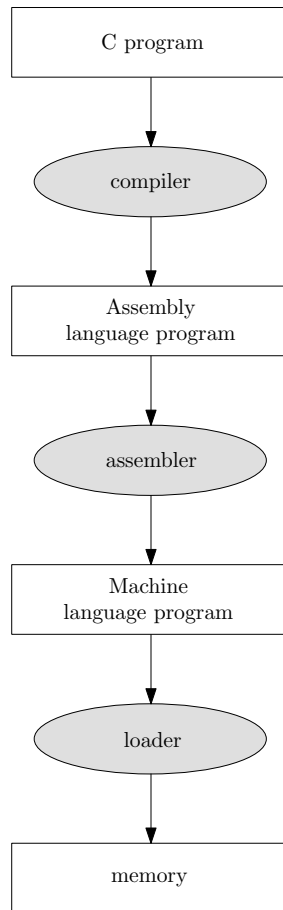 C program
compiler
Assembly
language program
assembler
Machine
language program
loader
memory